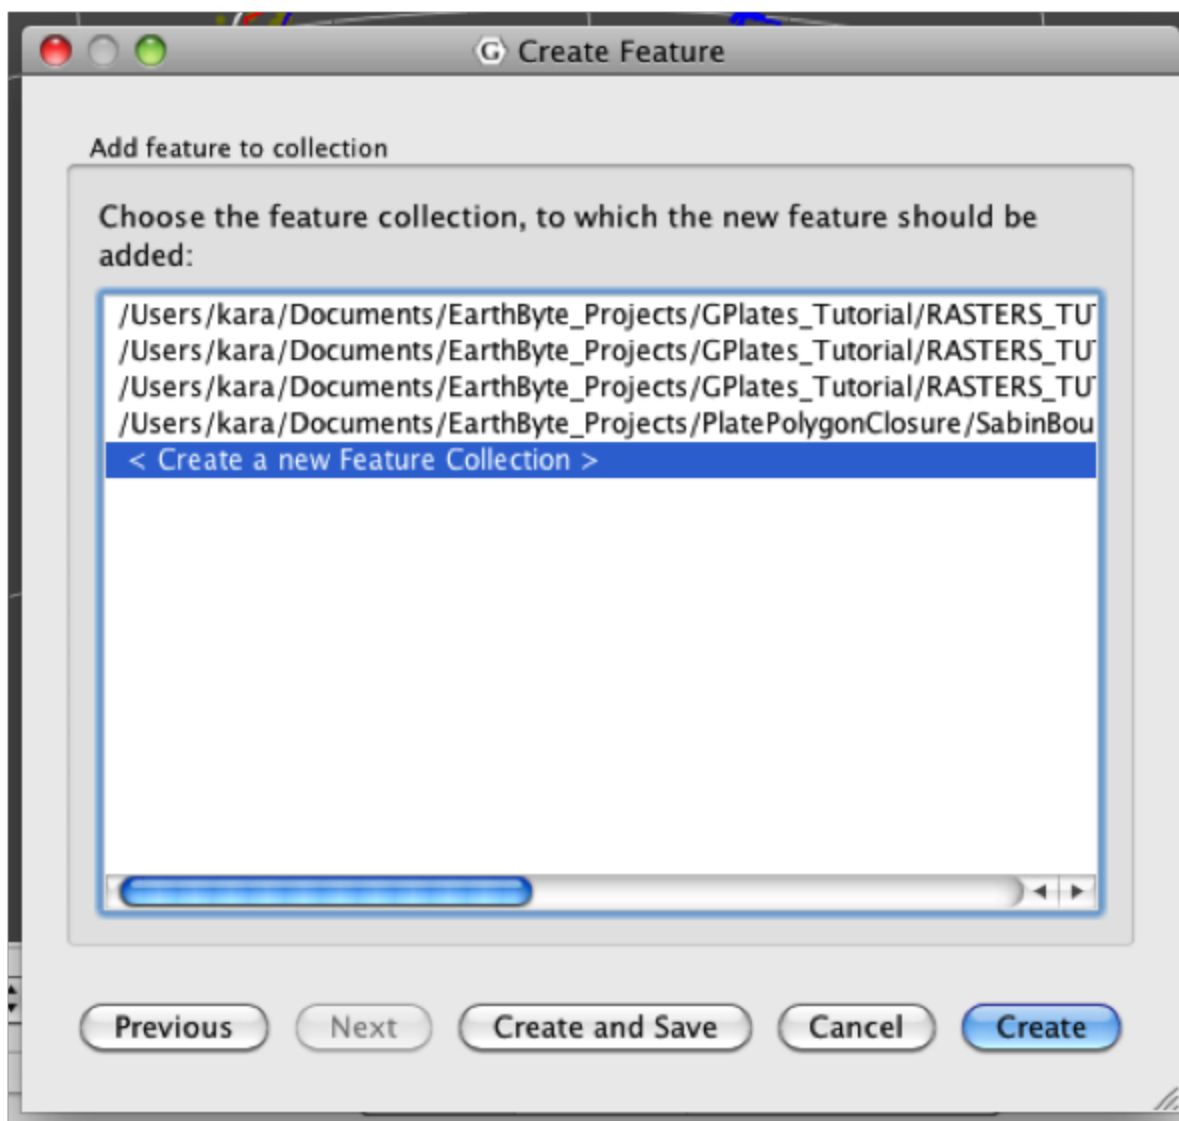 G Create Feature
Add feature to collection
Choose the feature collection, to which the new feature should be
added:
/Users/kara/Documents/EarthByte_Projects/GPlates_Tutorial/RASTERS_TU
/Users/kara/Documents/EarthByte_Projects/GPlates_Tutorial/RASTERS_TU
/Users/kara/Documents/EarthByte_Projects/GPlates_Tutorial/RASTERS_TU
/Users/kara/Documents/EarthByte_Projects/PlatePolygonClosure/SabinBou
< Create a new Feature Collection >
Previous Next Create and Save Cancel Create